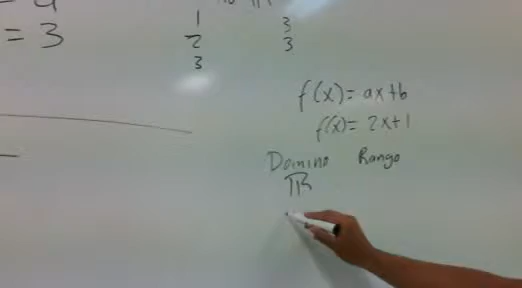 = 3
1 3
2 3
3
f(x) = ax+b
f(x) = 2x+1
Domino Rango
ℝ